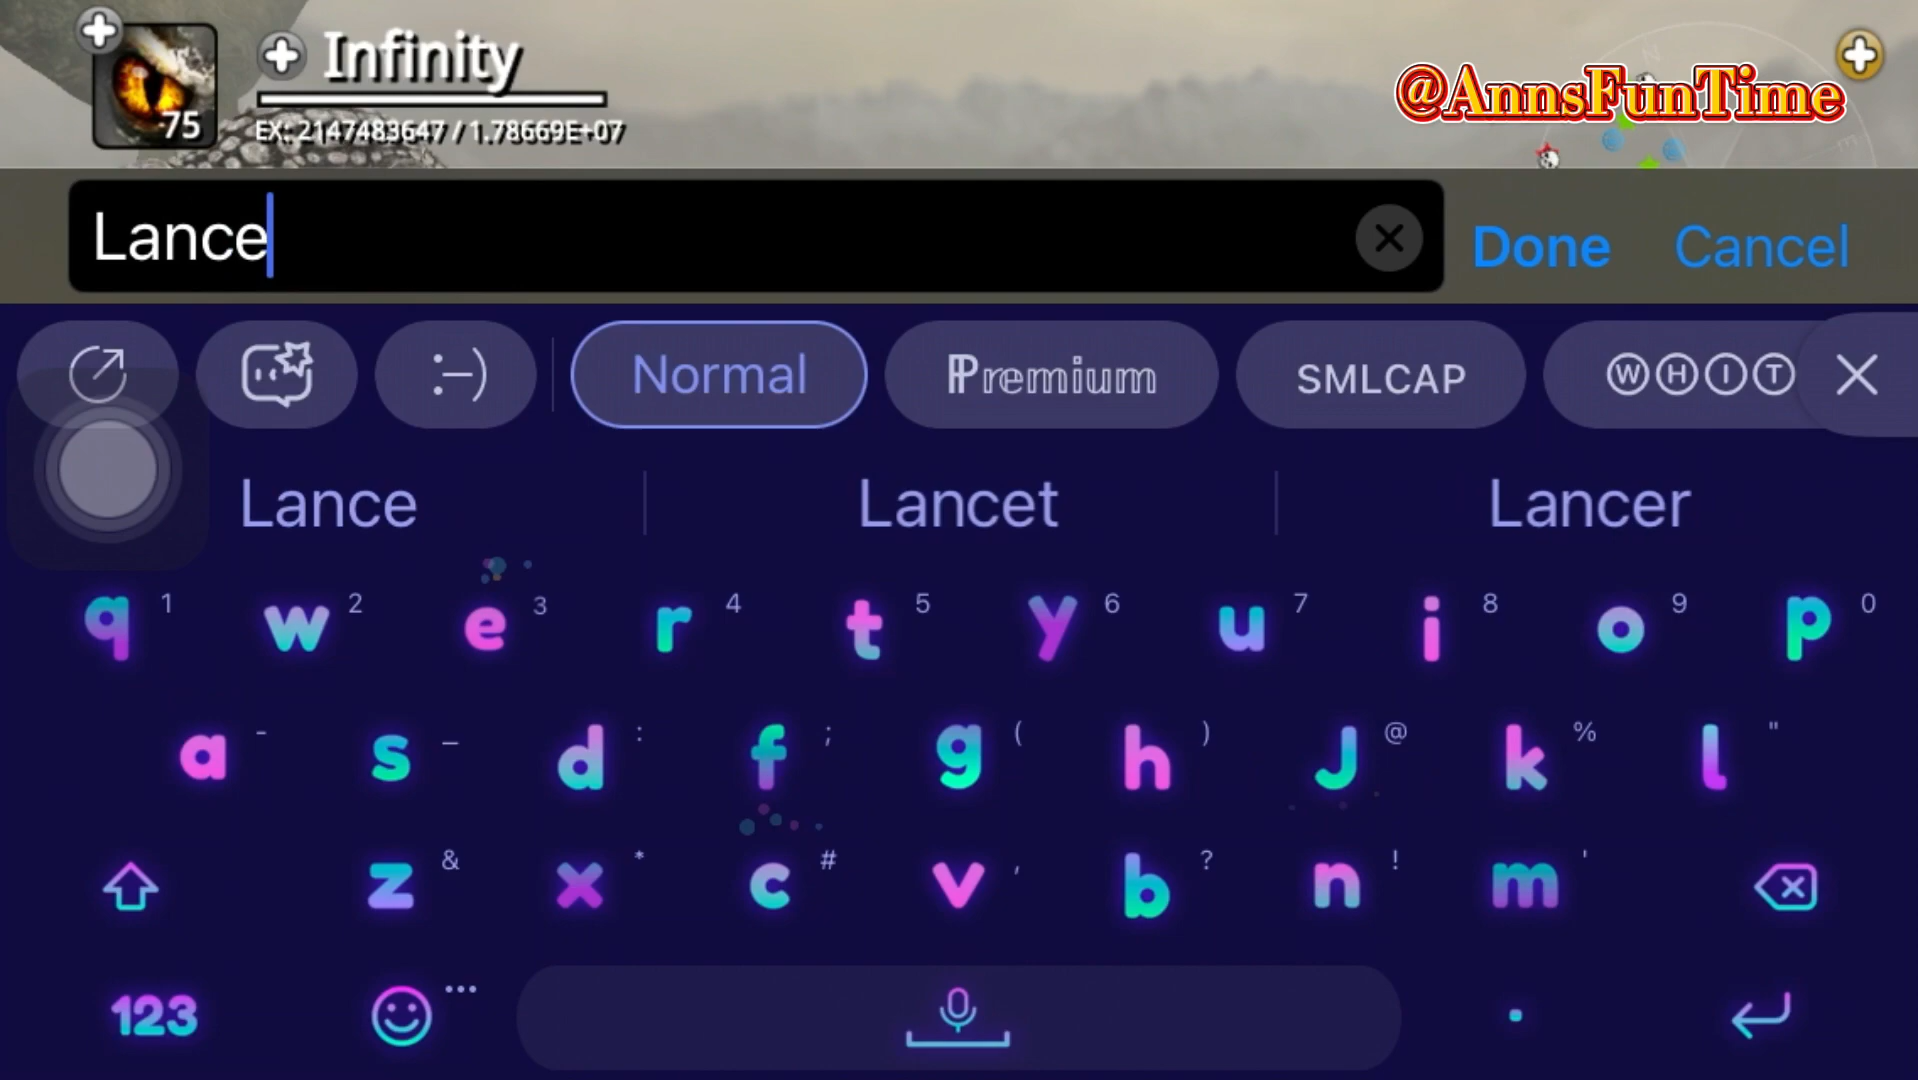 Infinity
75
EX: 2147483647 / 1.78669E+07
@AnnsFunTime
N
E
Lance
Done Cancel
:-) Normal ℙremium SMLCAP ⓌⒽⒾⓉ
Lance Lancet Lancer
q 1 w 2 e 3 r 4 t 5 y 6 u 7 i 8 o 9 p 0
a - s _ d : f ; g ( h ) J @ k % l "
z & x * c # v , b ? n ! m '
123 ... .